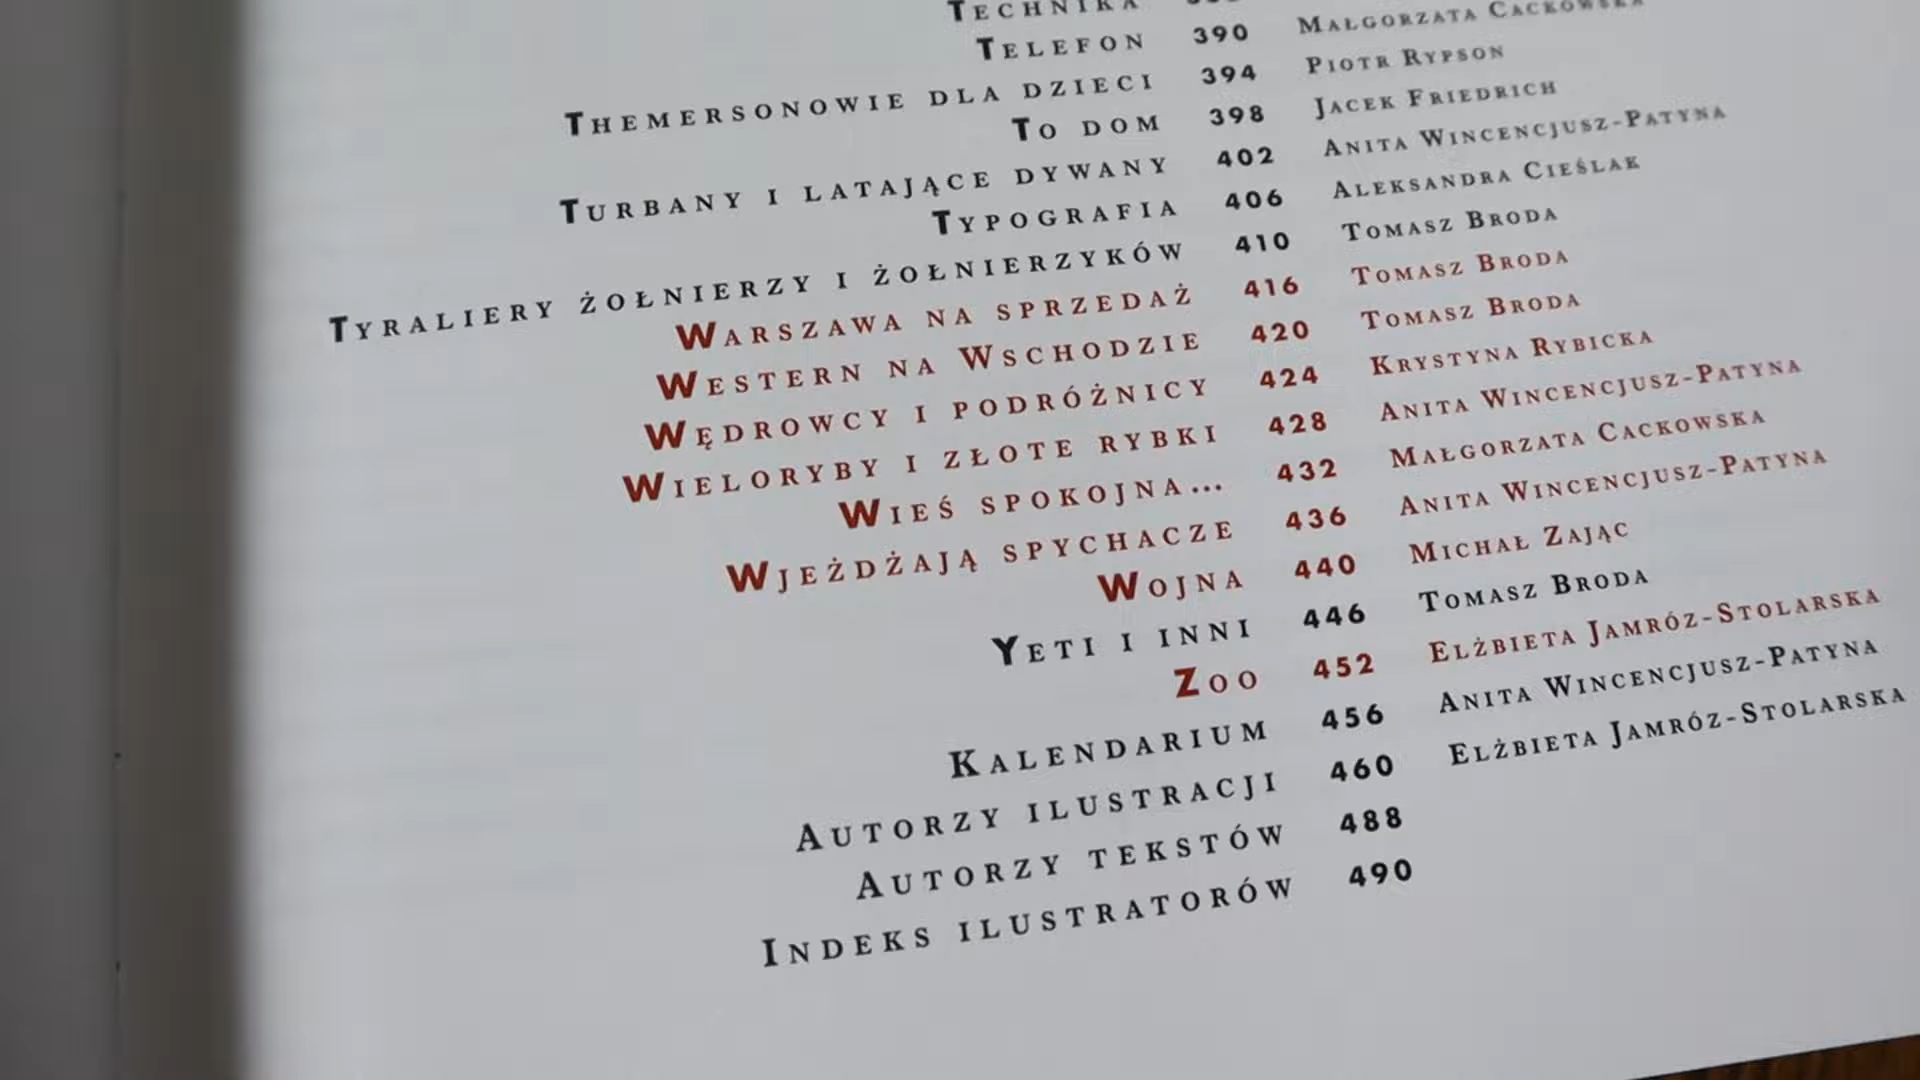 TECHNIKA
TELEFON 390 MAŁGORZATA CACKOWSKA
THEMERSONOWIE DLA DZIECI 394 PIOTR RYPSON
TO DOM 398 JACEK FRIEDRICH
TURBANY I LATAJĄCE DYWANY 402 ANITA WINCENCJUSZ-PATYNA
TYPOGRAFIA 406 ALEKSANDRA CIEŚLAK
TYRALIERY ŻOŁNIERZY I ŻOŁNIERZYKÓW 410 TOMASZ BRODA
WARSZAWA NA SPRZEDAŻ 416 TOMASZ BRODA
WESTERN NA WSCHODZIE 420 TOMASZ BRODA
WĘDROWCY I PODRÓŻNICY 424 KRYSTYNA RYBICKA
WIELORYBY I ZŁOTE RYBKI 428 ANITA WINCENCJUSZ-PATYNA
WIEŚ SPOKOJNA... 432 MAŁGORZATA CACKOWSKA
WJEŻDŻAJĄ SPYCHACZE 436 ANITA WINCENCJUSZ-PATYNA
WOJNA 440 MICHAŁ ZAJĄC
YETI I INNI 446 TOMASZ BRODA
ZOO 452 ELŻBIETA JAMRÓZ-STOLARSKA
KALENDARIUM 456 ANITA WINCENCJUSZ-PATYNA
AUTORZY ILUSTRACJI 460 ELŻBIETA JAMRÓZ-STOLARSKA
AUTORZY TEKSTÓW 488
INDEKS ILUSTRATORÓW 490